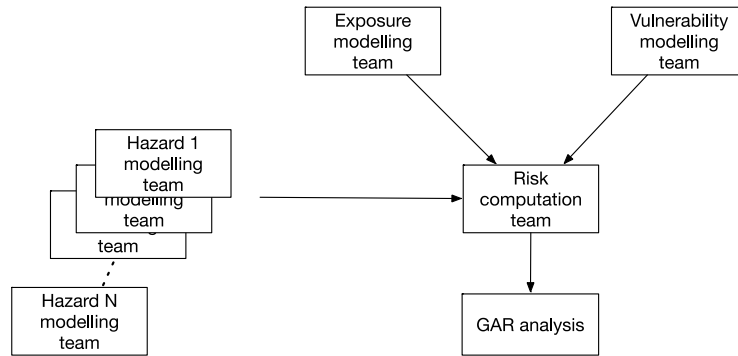 Exposure
modelling
team
Vulnerability
modelling
team
Hazard 1
modelling
team
modelling
team
team
Hazard N
modelling
team
Risk
computation
team
GAR analysis